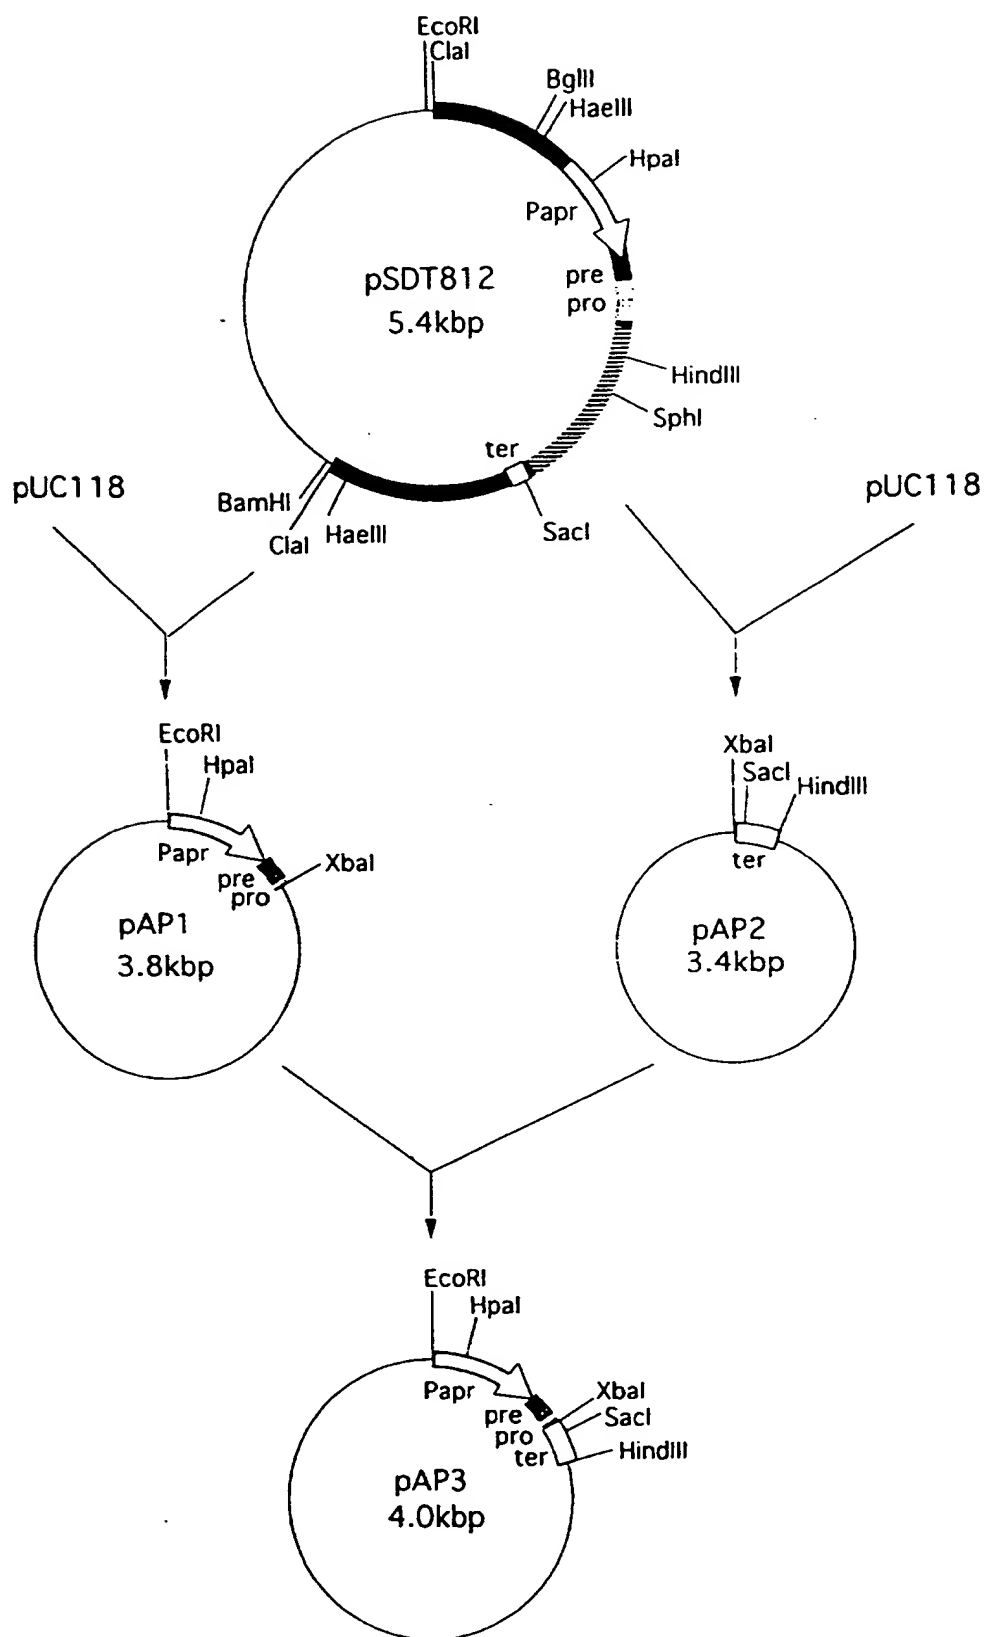 EcoRI
ClaI
BglII
HaeIII
HpaI
Papr
pre
pro
pSDT812
5.4kbp
HindIII
SphI
ter
SacI
BamHI
ClaI
HaeIII
pUC118
pUC118
EcoRI
HpaI
Papr
pre
pro
XbaI
pAP1
3.8kbp
XbaI
SacI
HindIII
ter
pAP2
3.4kbp
EcoRI
HpaI
Papr
pre
pro
ter
XbaI
SacI
HindIII
pAP3
4.0kbp